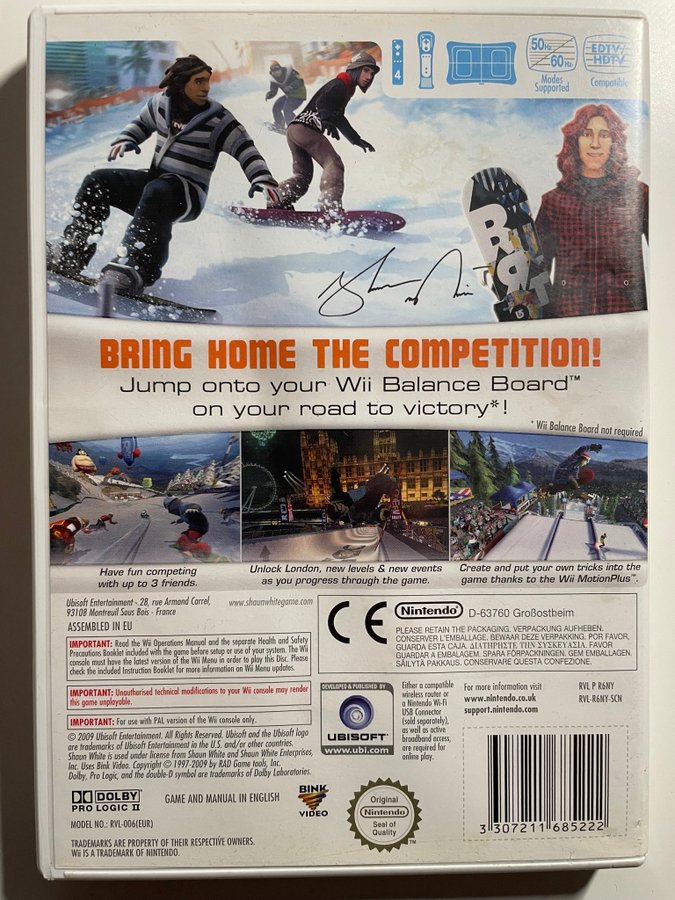 4
50Hz
60Hz
Modes
Supported
EDTV/
HDTV
Compatible
BURTON
Shaun White
BRING HOME THE COMPETITION!
Jump onto your Wii Balance Board™
on your road to victory*!
* Wii Balance Board not required
Have fun competing
with up to 3 friends.
Unlock London, new levels & new events
as you progress through the game.
Create and put your own tricks into the
game thanks to the Wii MotionPlus™.
Ubisoft Entertainment - 28, rue Armand Carrel,
93108 Montreuil Sous Bois - France
www.shaunwhitegame.com
ASSEMBLED IN EU
IMPORTANT: Read the Wii Operations Manual and the separate Health and Safety
Precautions Booklet included with the game before setup or use of your system. The Wii
console must have the latest version of the Wii Menu in order to play this Disc. Please
check the included Instruction Booklet for more information on Wii Menu updates.
IMPORTANT: Unauthorised technical modifications to your Wii console may render
this game unplayable.
IMPORTANT: For use with PAL version of the Wii console only.
© 2009 Ubisoft Entertainment. All Rights Reserved. Ubisoft and the Ubisoft logo
are trademarks of Ubisoft Entertainment in the U.S. and/or other countries.
Shaun White is used under license from Shaun White and Shaun White Enterprises,
Inc. Uses Bink Video. Copyright © 1997-2009 by RAD Game tools, Inc.
Dolby, Pro Logic, and the double-D symbol are trademarks of Dolby Laboratories.
DOLBY
PRO LOGIC II
GAME AND MANUAL IN ENGLISH
BINK
VIDEO
MODEL NO.: RVL-006(EUR)
TRADEMARKS ARE PROPERTY OF THEIR RESPECTIVE OWNERS.
Wii IS A TRADEMARK OF NINTENDO.
CE
Nintendo®
D-63760 Großostheim
PLEASE RETAIN THE PACKAGING. VERPACKUNG AUFHEBEN.
CONSERVER L'EMBALLAGE. BEWAAR DEZE VERPAKKING. POR FAVOR,
GUARDAR ESTA CAJA. ΔΙΑΤΗΡΗΣΤΕ ΤΗΝ ΣΥΣΚΕΥΑΣΙΑ. FAVOR
GUARDAR A EMBALAGEM. SPARA FÖRPACKNINGEN. GEM EMBALLAGEN.
SÄILYTÄ PAKKAUS. CONSERVARE QUESTA CONFEZIONE.
DEVELOPED & PUBLISHED BY
UBISOFT
www.ubi.com
Either a compatible
wireless router or
a Nintendo Wi-Fi
USB Connector
(sold separately),
as well as active
broadband access,
are required for
online play.
For more information visit
www.nintendo.co.uk
support.nintendo.com
RVL P R6NY
RVL-R6NY-SCN
Original
Nintendo
Seal of
Quality
TM
3 307211 685222